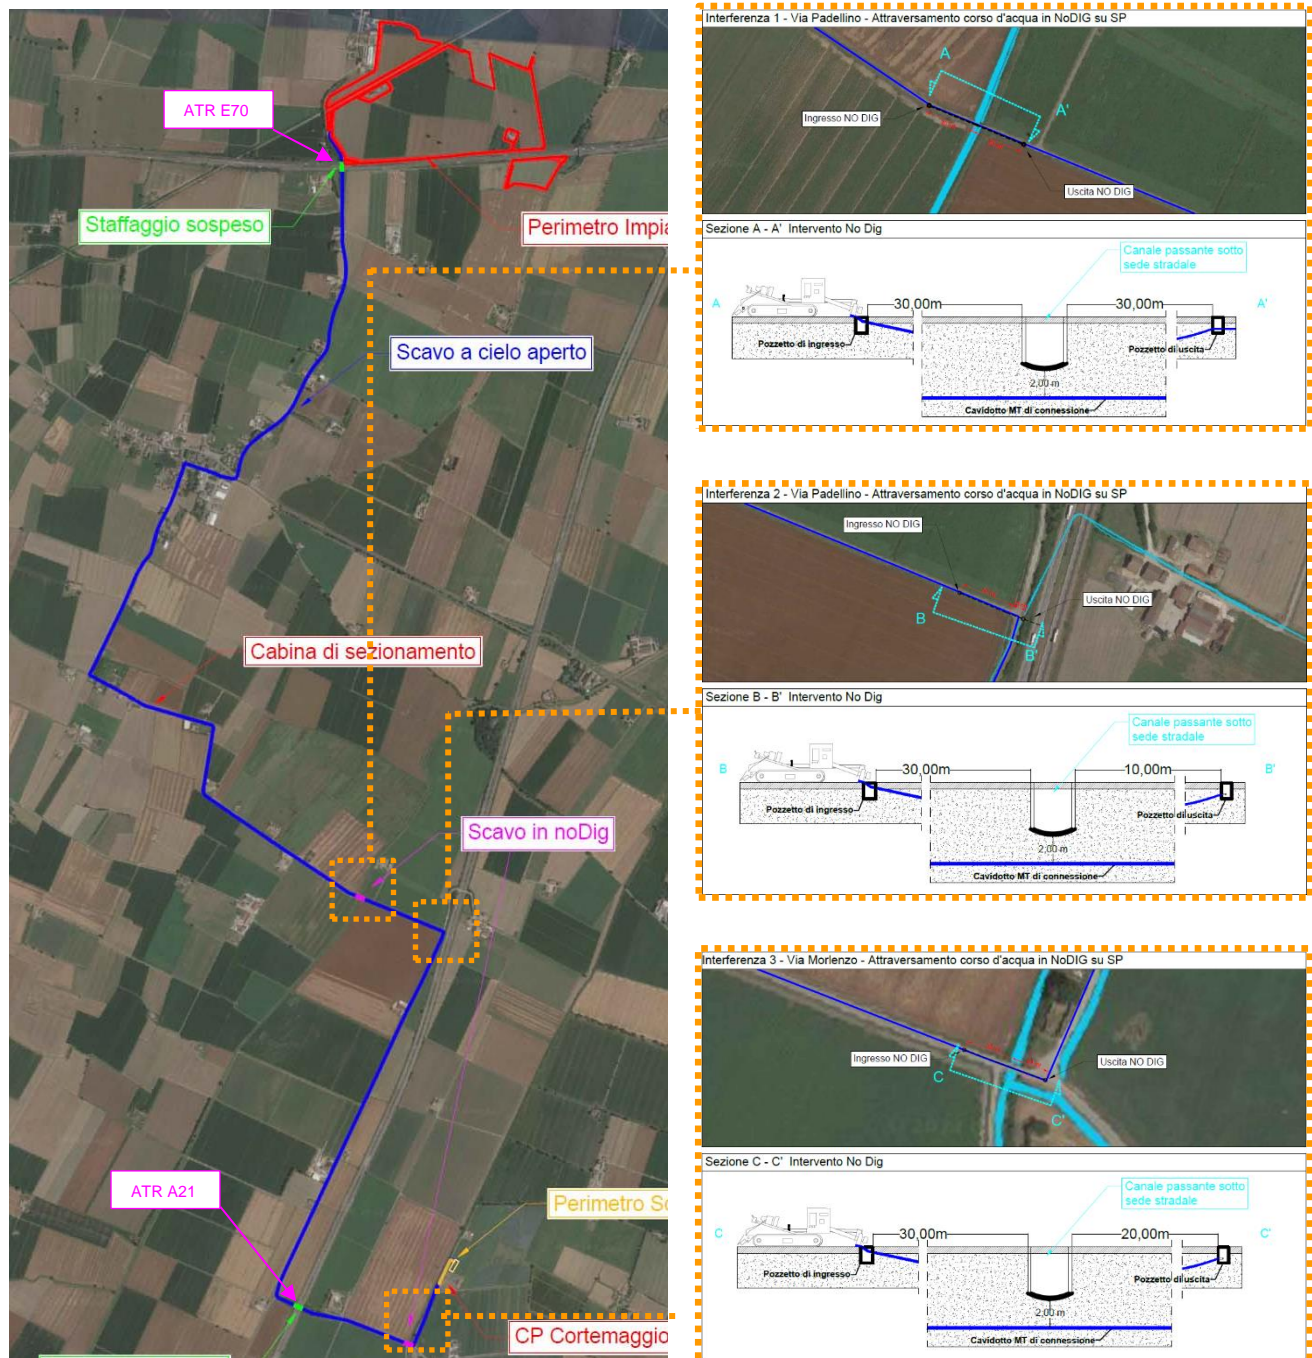 ATR E70
Staffaggio sospeso
Perimetro Impia
Scavo a cielo aperto
Cabina di sezionamento
Scavo in noDig
ATR A21
Perimetro So
CP Cortemaggio
Interferenza 1 - Via Padellino - Attraversamento corso d'acqua in NoDIG su SP
A
A'
Ingresso NO DIG
Uscita NO DIG
Sezione A - A' Intervento No Dig
Canale passante sotto
sede stradale
A
30,00m
30,00m
A'
Pozzetto di ingresso
Pozzetto di uscita
2,00 m
Cavidotto MT di connessione
Interferenza 2 - Via Padellino - Attraversamento corso d'acqua in NoDIG su SP
Ingresso NO DIG
Uscita NO DIG
B
B'
Sezione B - B' Intervento No Dig
Canale passante sotto
sede stradale
B
30,00m
10,00m
B'
Pozzetto di ingresso
Pozzetto di uscita
2,00 m
Cavidotto MT di connessione
Interferenza 3 - Via Morlenzo - Attraversamento corso d'acqua in NoDIG su SP
Ingresso NO DIG
Uscita NO DIG
C
C'
Sezione C - C' Intervento No Dig
Canale passante sotto
sede stradale
C
30,00m
20,00m
C'
Pozzetto di ingresso
Pozzetto di uscita
2,00 m
Cavidotto MT di connessione